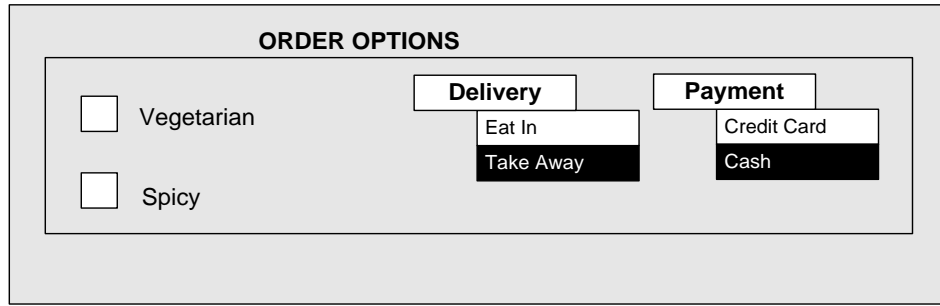 ORDER OPTIONS
Vegetarian
Spicy
Delivery
Eat In
Take Away
Payment
Credit Card
Cash